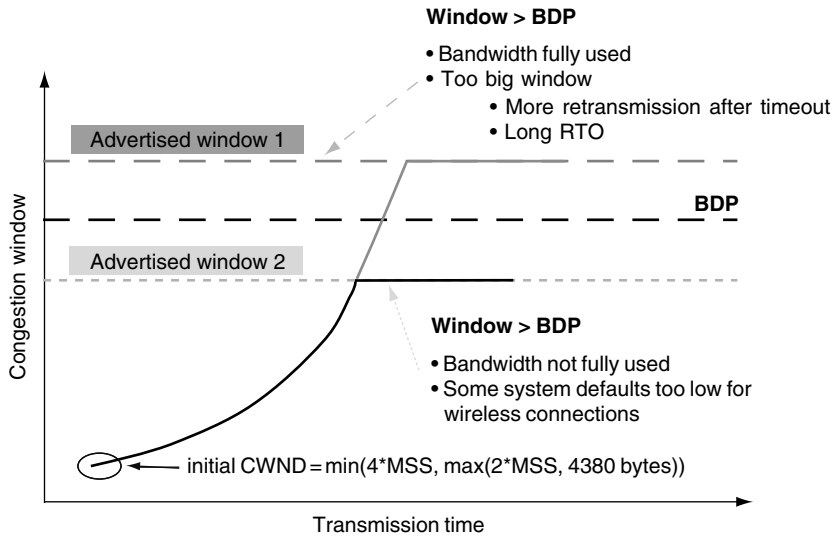 Window > BDP
• Bandwidth fully used
• Too big window
• More retransmission after timeout
• Long RTO
Advertised window 1
BDP
Advertised window 2
Window > BDP
• Bandwidth not fully used
• Some system defaults too low for
wireless connections
initial CWND = min(4*MSS, max(2*MSS, 4380 bytes))
Congestion window
Transmission time